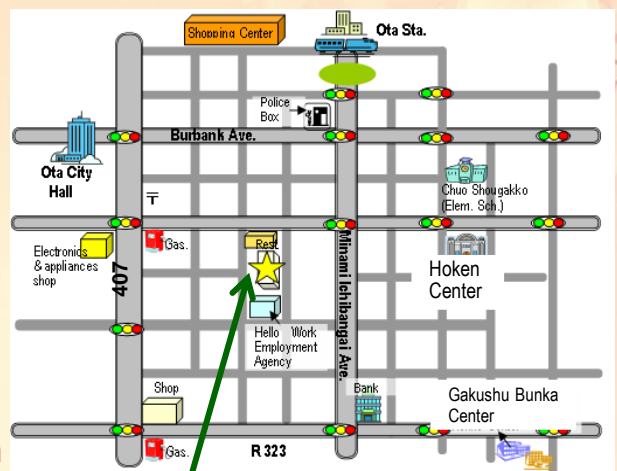 Shopping Center
Ota Sta.
Police
Box
Burbank Ave.
Ota City
Hall
〒
Chuo Shougakko
(Elem. Sch.)
Gas.
Rest.
Electronics
& appliances
shop
407
Minami Ichibangai Ave.
Hoken
Center
Hello Work
Employment
Agency
Shop
Bank
Gakushu Bunka
Center
Gas.
R 323